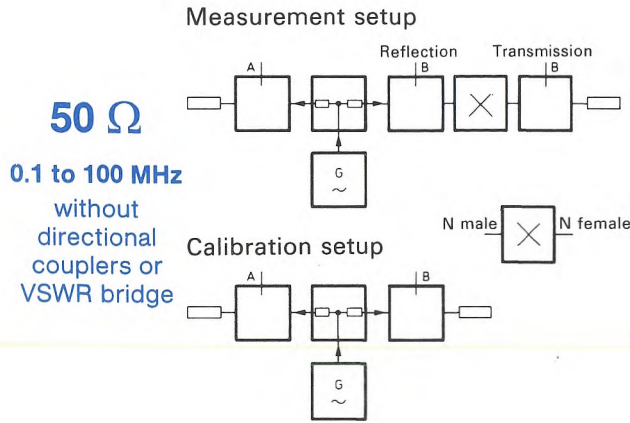 Measurement setup
Reflection
Transmission
A
B
B
G
~
50 Ω
0.1 to 100 MHz
without
directional
couplers or
VSWR bridge
N male
N female
Calibration setup
A
B
G
~